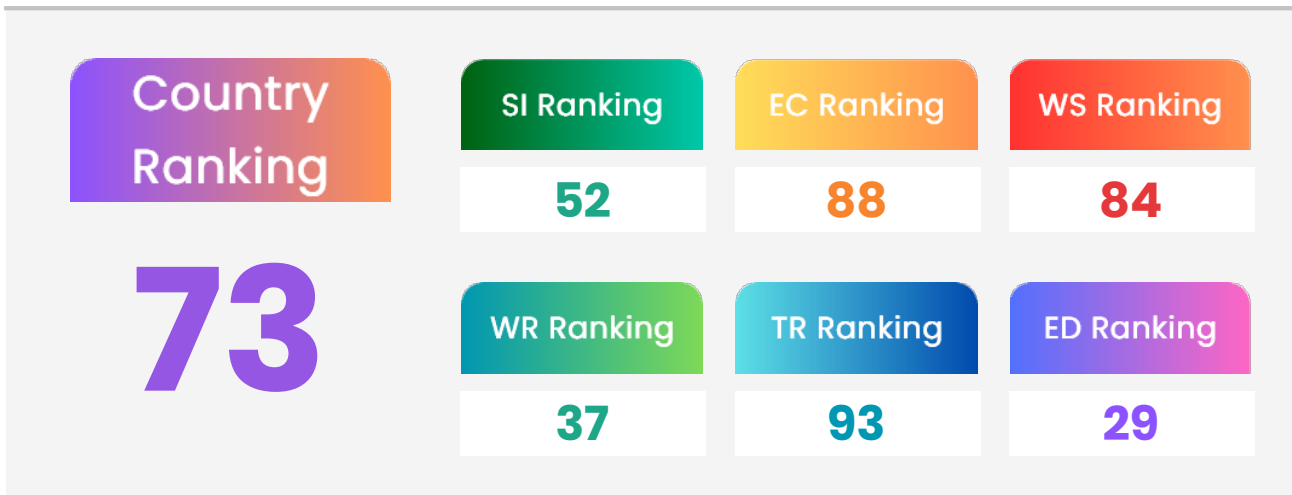 Country
Ranking
73
SI Ranking
EC Ranking
WS Ranking
52
88
84
WR Ranking
TR Ranking
ED Ranking
37
93
29